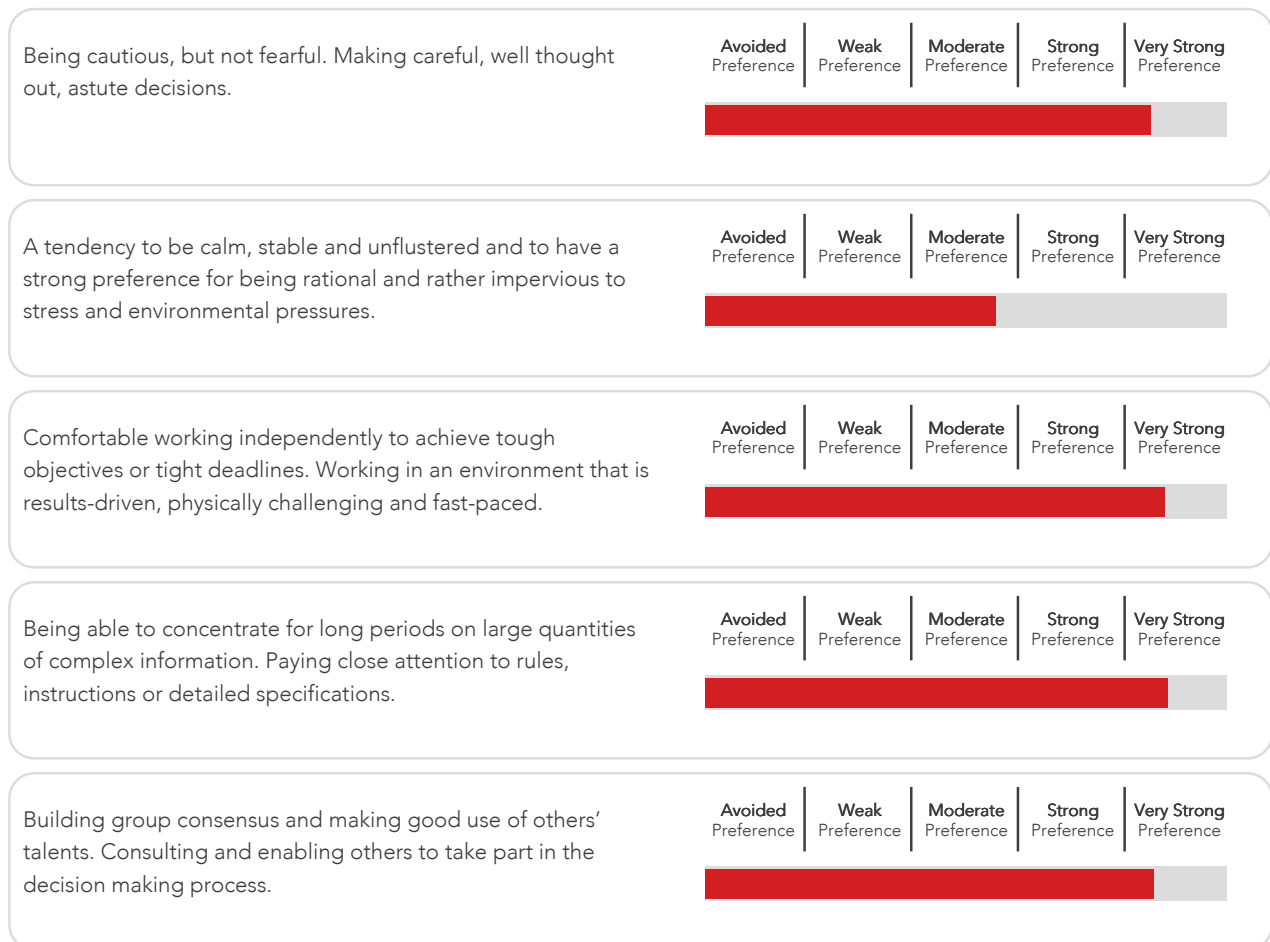 Being cautious, but not fearful. Making careful, well thought
out, astute decisions.
Avoided Weak Moderate Strong Very Strong
Preference Preference Preference Preference Preference
A tendency to be calm, stable and unflustered and to have a
strong preference for being rational and rather impervious to
stress and environmental pressures.
Avoided Weak Moderate Strong Very Strong
Preference Preference Preference Preference Preference
Comfortable working independently to achieve tough
objectives or tight deadlines. Working in an environment that is
results-driven, physically challenging and fast-paced.
Avoided Weak Moderate Strong Very Strong
Preference Preference Preference Preference Preference
Being able to concentrate for long periods on large quantities
of complex information. Paying close attention to rules,
instructions or detailed specifications.
Avoided Weak Moderate Strong Very Strong
Preference Preference Preference Preference Preference
Building group consensus and making good use of others’
talents. Consulting and enabling others to take part in the
decision making process.
Avoided Weak Moderate Strong Very Strong
Preference Preference Preference Preference Preference